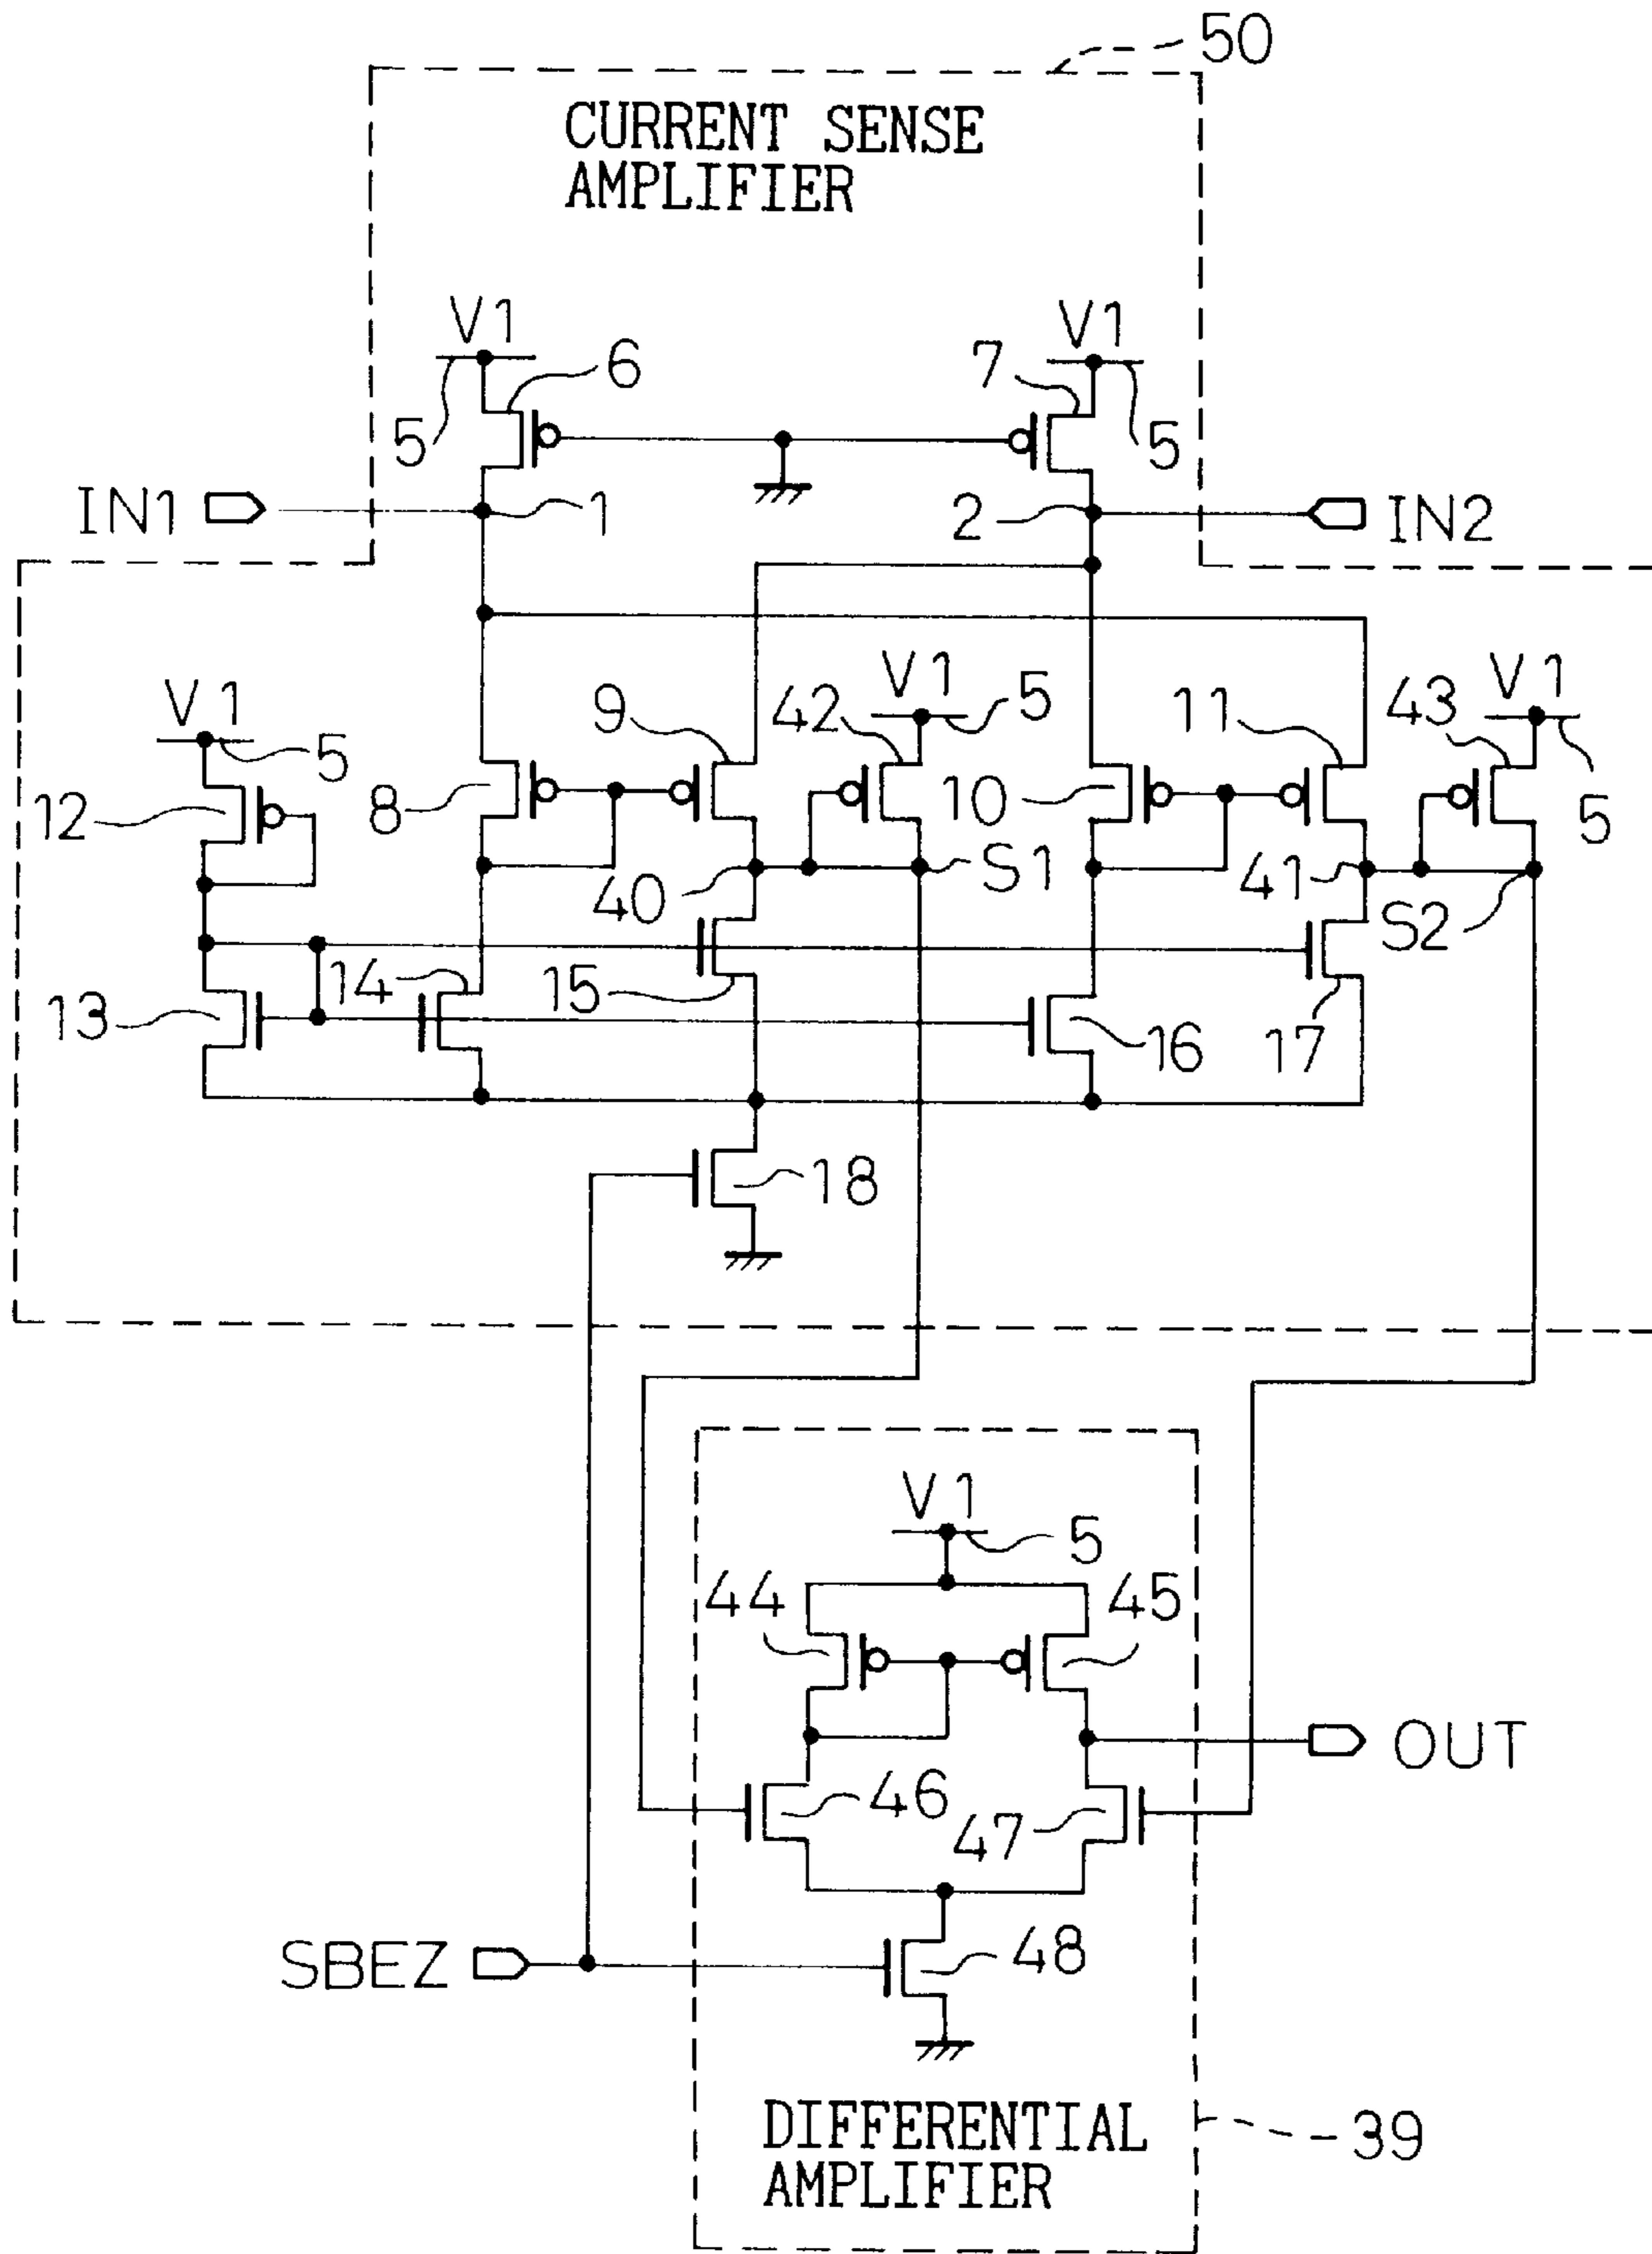 50
CURRENT SENSE
AMPLIFIER
V1
V1
6
7
5
5
IN1
1
2
IN2
V1
V1
V1
5
9
42
5
11
43
12
8
10
5
40
S1
41
S2
13
14
15
16
17
18
V1
5
44
45
OUT
46
47
SBEZ
48
DIFFERENTIAL
AMPLIFIER
39